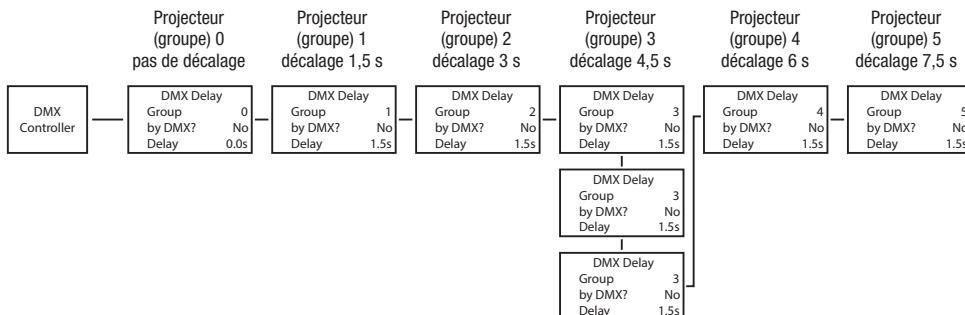 Projecteur
(groupe) 0
pas de décalage
Projecteur
(groupe) 1
décalage 1,5 s
Projecteur
(groupe) 2
décalage 3 s
Projecteur
(groupe) 3
décalage 4,5 s
Projecteur
(groupe) 4
décalage 6 s
Projecteur
(groupe) 5
décalage 7,5 s
DMX
Controller
DMX Delay
Group 0
by DMX? No
Delay 0.0s
DMX Delay
Group 1
by DMX? No
Delay 1.5s
DMX Delay
Group 2
by DMX? No
Delay 1.5s
DMX Delay
Group 3
by DMX? No
Delay 1.5s
DMX Delay
Group 3
by DMX? No
Delay 1.5s
DMX Delay
Group 3
by DMX? No
Delay 1.5s
DMX Delay
Group 4
by DMX? No
Delay 1.5s
DMX Delay
Group 5
by DMX? No
Delay 1.5s